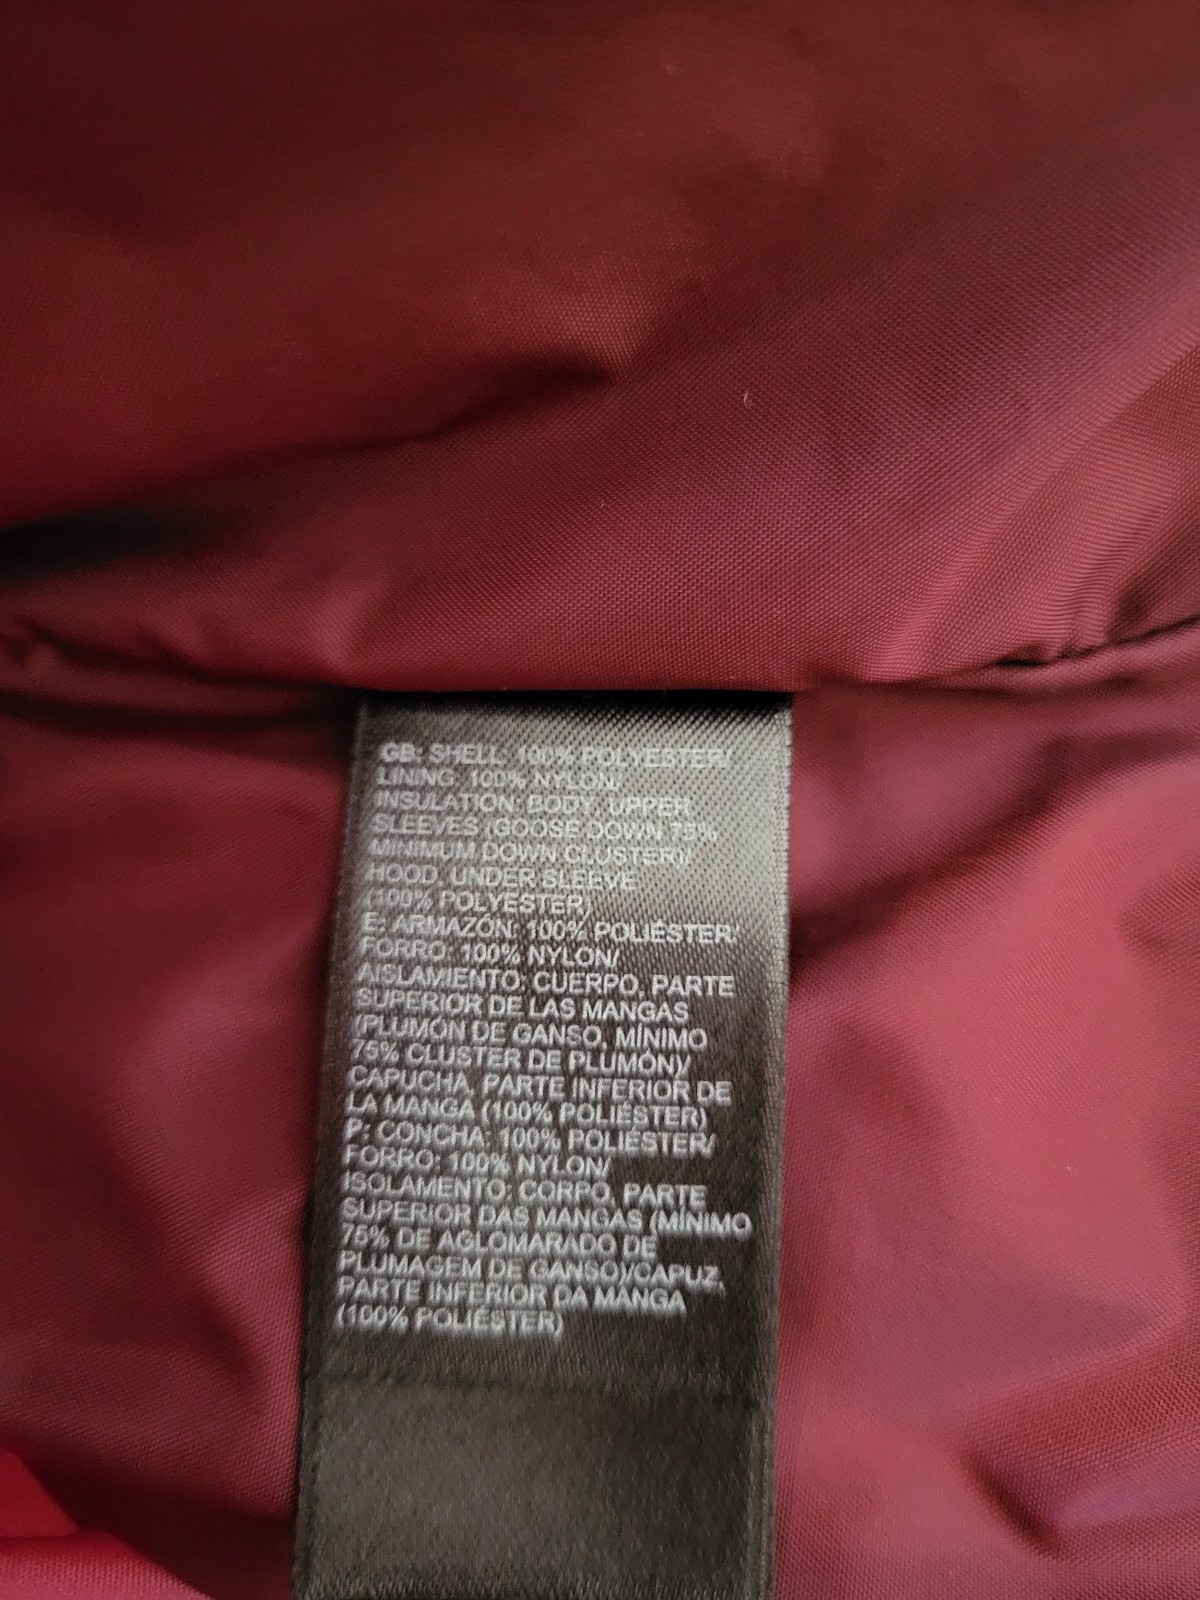 GB: SHELL: 100% POLYESTER/
LINING: 100% NYLON/
INSULATION: BODY, UPPER
SLEEVES (GOOSE DOWN 75%
MINIMUM DOWN CLUSTER)/
HOOD, UNDER SLEEVE
(100% POLYESTER)
E: ARMAZÓN: 100% POLIÉSTER
FORRO: 100% NYLON/
AISLAMIENTO: CUERPO, PARTE
SUPERIOR DE LAS MANGAS
(PLUMÓN DE GANSO, MÍNIMO
75% CLUSTER DE PLUMÓN)/
CAPUCHA, PARTE INFERIOR DE
LA MANGA (100% POLIÉSTER)
P: CONCHA: 100% POLIÉSTER/
FORRO: 100% NYLON/
ISOLAMENTO: CORPO, PARTE
SUPERIOR DAS MANGAS (MÍNIMO
75% DE AGLOMARADO DE
PLUMAGEM DE GANSO)/CAPUZ,
PARTE INFERIOR DA MANGA
(100% POLIÉSTER)